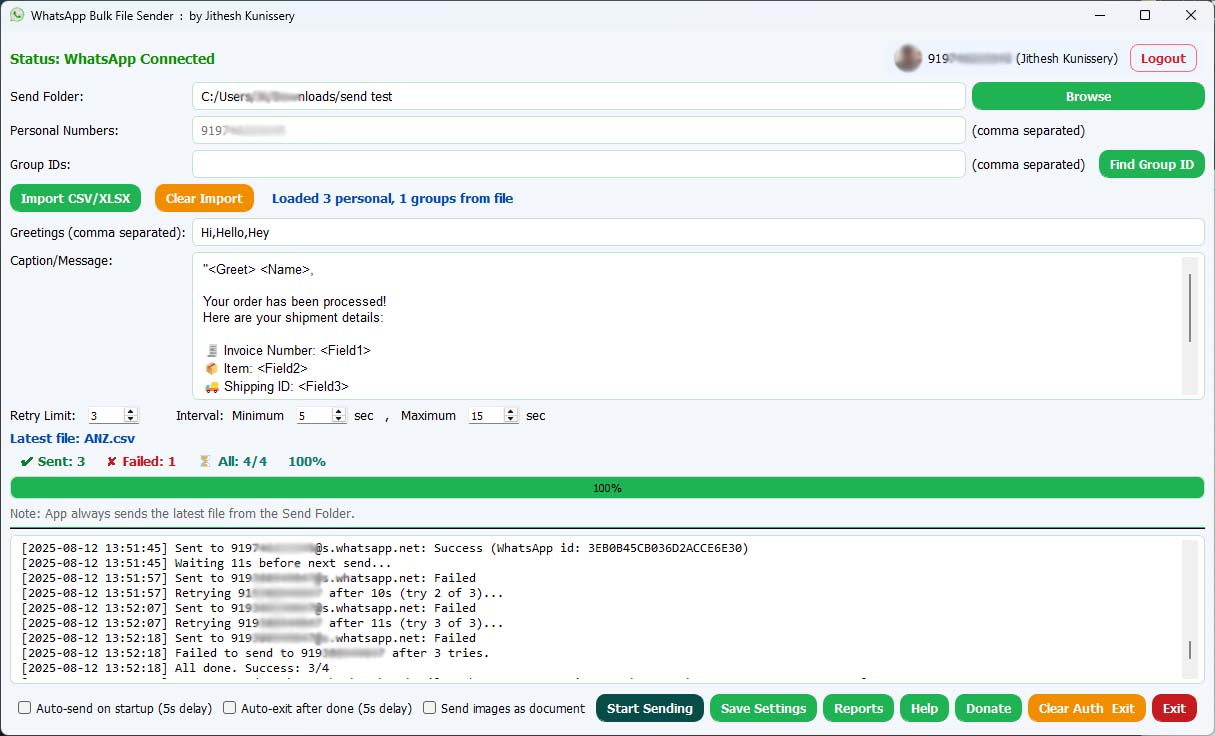 WhatsApp Bulk File Sender : by Jithesh Kunissery
Status: WhatsApp Connected
919 (Jithesh Kunissery)
Logout
Send Folder:
C:/Users nloads/send test
Browse
Personal Numbers:
9197
(comma separated)
Group IDs:
(comma separated)
Find Group ID
Import CSV/XLSX
Clear Import
Loaded 3 personal, 1 groups from file
Greetings (comma separated):
Hi,Hello,Hey
Caption/Message:
"<Greet> <Name>,
Your order has been processed!
Here are your shipment details:
🧾 Invoice Number: <Field1>
📦 Item: <Field2>
🚚 Shipping ID: <Field3>
Retry Limit: 3 Interval: Minimum 5 sec , Maximum 15 sec
Latest file: ANZ.csv
✔ Sent: 3 ✘ Failed: 1 ⏳ All: 4/4 100%
100%
Note: App always sends the latest file from the Send Folder.
[2025-08-12 13:51:45] Sent to 9197 @s.whatsapp.net: Success (WhatsApp id: 3EB0B45CB036D2ACCE6E30)
[2025-08-12 13:51:45] Waiting 11s before next send...
[2025-08-12 13:51:57] Sent to 919 s.whatsapp.net: Failed
[2025-08-12 13:51:57] Retrying 91 after 10s (try 2 of 3)...
[2025-08-12 13:52:07] Sent to 919 @s.whatsapp.net: Failed
[2025-08-12 13:52:07] Retrying 919 after 11s (try 3 of 3)...
[2025-08-12 13:52:18] Sent to 919 .whatsapp.net: Failed
[2025-08-12 13:52:18] Failed to send to 919 after 3 tries.
[2025-08-12 13:52:18] All done. Success: 3/4
Auto-send on startup (5s delay)
Auto-exit after done (5s delay)
Send images as document
Start Sending
Save Settings
Reports
Help
Donate
Clear Auth Exit
Exit